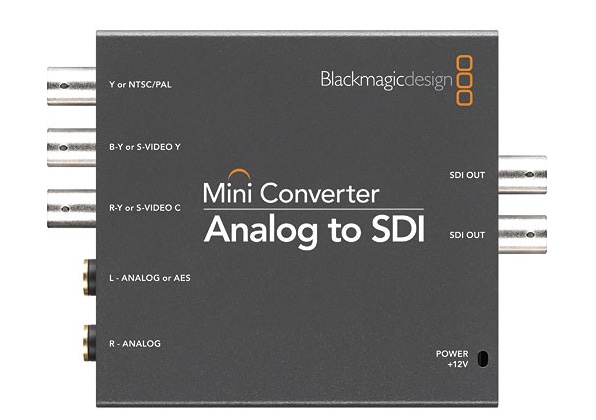 Y or NTSC/PAL
Blackmagicdesign
B-Y or S-VIDEO Y
SDI OUT
Mini Converter
R-Y or S-VIDEO C
Analog to SDI
SDI OUT
L - ANALOG or AES
R - ANALOG
POWER
+12V